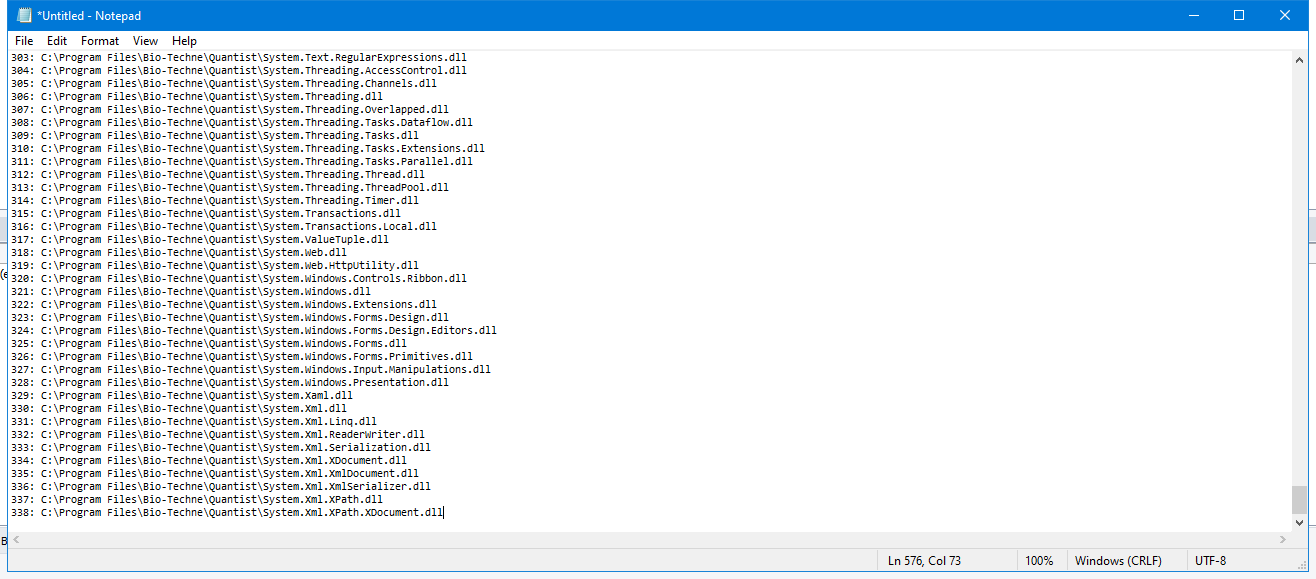 *Untitled - Notepad
File Edit Format View Help
303: C:\Program Files\Bio-Techne\Quantist\System.Text.RegularExpressions.dll
304: C:\Program Files\Bio-Techne\Quantist\System.Threading.AccessControl.dll
305: C:\Program Files\Bio-Techne\Quantist\System.Threading.Channels.dll
306: C:\Program Files\Bio-Techne\Quantist\System.Threading.dll
307: C:\Program Files\Bio-Techne\Quantist\System.Threading.Overlapped.dll
308: C:\Program Files\Bio-Techne\Quantist\System.Threading.Tasks.Dataflow.dll
309: C:\Program Files\Bio-Techne\Quantist\System.Threading.Tasks.dll
310: C:\Program Files\Bio-Techne\Quantist\System.Threading.Tasks.Extensions.dll
311: C:\Program Files\Bio-Techne\Quantist\System.Threading.Tasks.Parallel.dll
312: C:\Program Files\Bio-Techne\Quantist\System.Threading.Thread.dll
313: C:\Program Files\Bio-Techne\Quantist\System.Threading.ThreadPool.dll
314: C:\Program Files\Bio-Techne\Quantist\System.Threading.Timer.dll
315: C:\Program Files\Bio-Techne\Quantist\System.Transactions.dll
316: C:\Program Files\Bio-Techne\Quantist\System.Transactions.Local.dll
317: C:\Program Files\Bio-Techne\Quantist\System.ValueTuple.dll
318: C:\Program Files\Bio-Techne\Quantist\System.Web.dll
319: C:\Program Files\Bio-Techne\Quantist\System.Web.HttpUtility.dll
320: C:\Program Files\Bio-Techne\Quantist\System.Windows.Controls.Ribbon.dll
321: C:\Program Files\Bio-Techne\Quantist\System.Windows.dll
322: C:\Program Files\Bio-Techne\Quantist\System.Windows.Extensions.dll
323: C:\Program Files\Bio-Techne\Quantist\System.Windows.Forms.Design.dll
324: C:\Program Files\Bio-Techne\Quantist\System.Windows.Forms.Design.Editors.dll
325: C:\Program Files\Bio-Techne\Quantist\System.Windows.Forms.dll
326: C:\Program Files\Bio-Techne\Quantist\System.Windows.Forms.Primitives.dll
327: C:\Program Files\Bio-Techne\Quantist\System.Windows.Input.Manipulations.dll
328: C:\Program Files\Bio-Techne\Quantist\System.Windows.Presentation.dll
329: C:\Program Files\Bio-Techne\Quantist\System.Xaml.dll
330: C:\Program Files\Bio-Techne\Quantist\System.Xml.dll
331: C:\Program Files\Bio-Techne\Quantist\System.Xml.Linq.dll
332: C:\Program Files\Bio-Techne\Quantist\System.Xml.ReaderWriter.dll
333: C:\Program Files\Bio-Techne\Quantist\System.Xml.Serialization.dll
334: C:\Program Files\Bio-Techne\Quantist\System.Xml.XDocument.dll
335: C:\Program Files\Bio-Techne\Quantist\System.Xml.XmlDocument.dll
336: C:\Program Files\Bio-Techne\Quantist\System.Xml.XmlSerializer.dll
337: C:\Program Files\Bio-Techne\Quantist\System.Xml.XPath.dll
338: C:\Program Files\Bio-Techne\Quantist\System.Xml.XPath.XDocument.dll
Ln 576, Col 73 100% Windows (CRLF) UTF-8